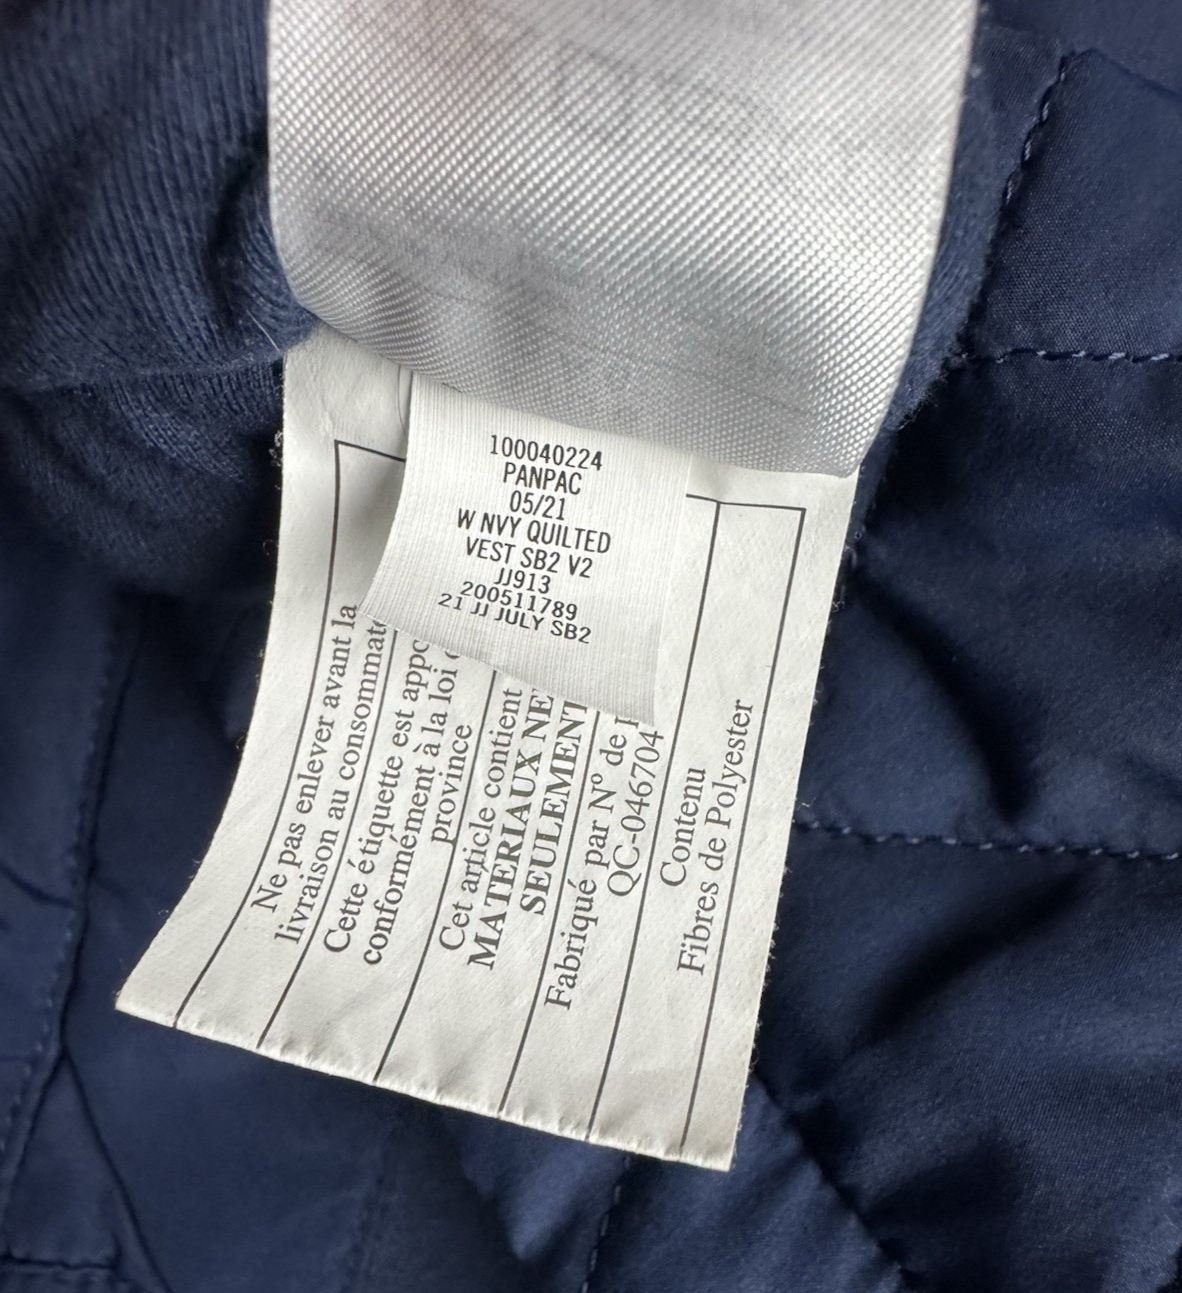 100040224
PANPAC
05/21
W NVY QUILTED
VEST SB2 V2
JJ913
200511789
21 JJ JULY SB2
Ne pas enlever avant la
livraison au consommat
Cette étiquette est appo
conformément à la loi
province
Cet article contient
MATERIAUX NE
SEULEMENT
Fabriqué par Nº de
QC-046704
Contenu
Fibres de Polyester